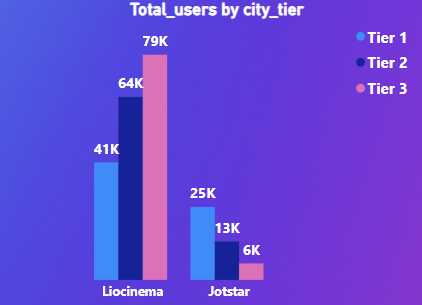 Total_users by city_tier
Tier 1
Tier 2
Tier 3
79K
64K
41K
25K
13K
6K
Liocinema
Jotstar